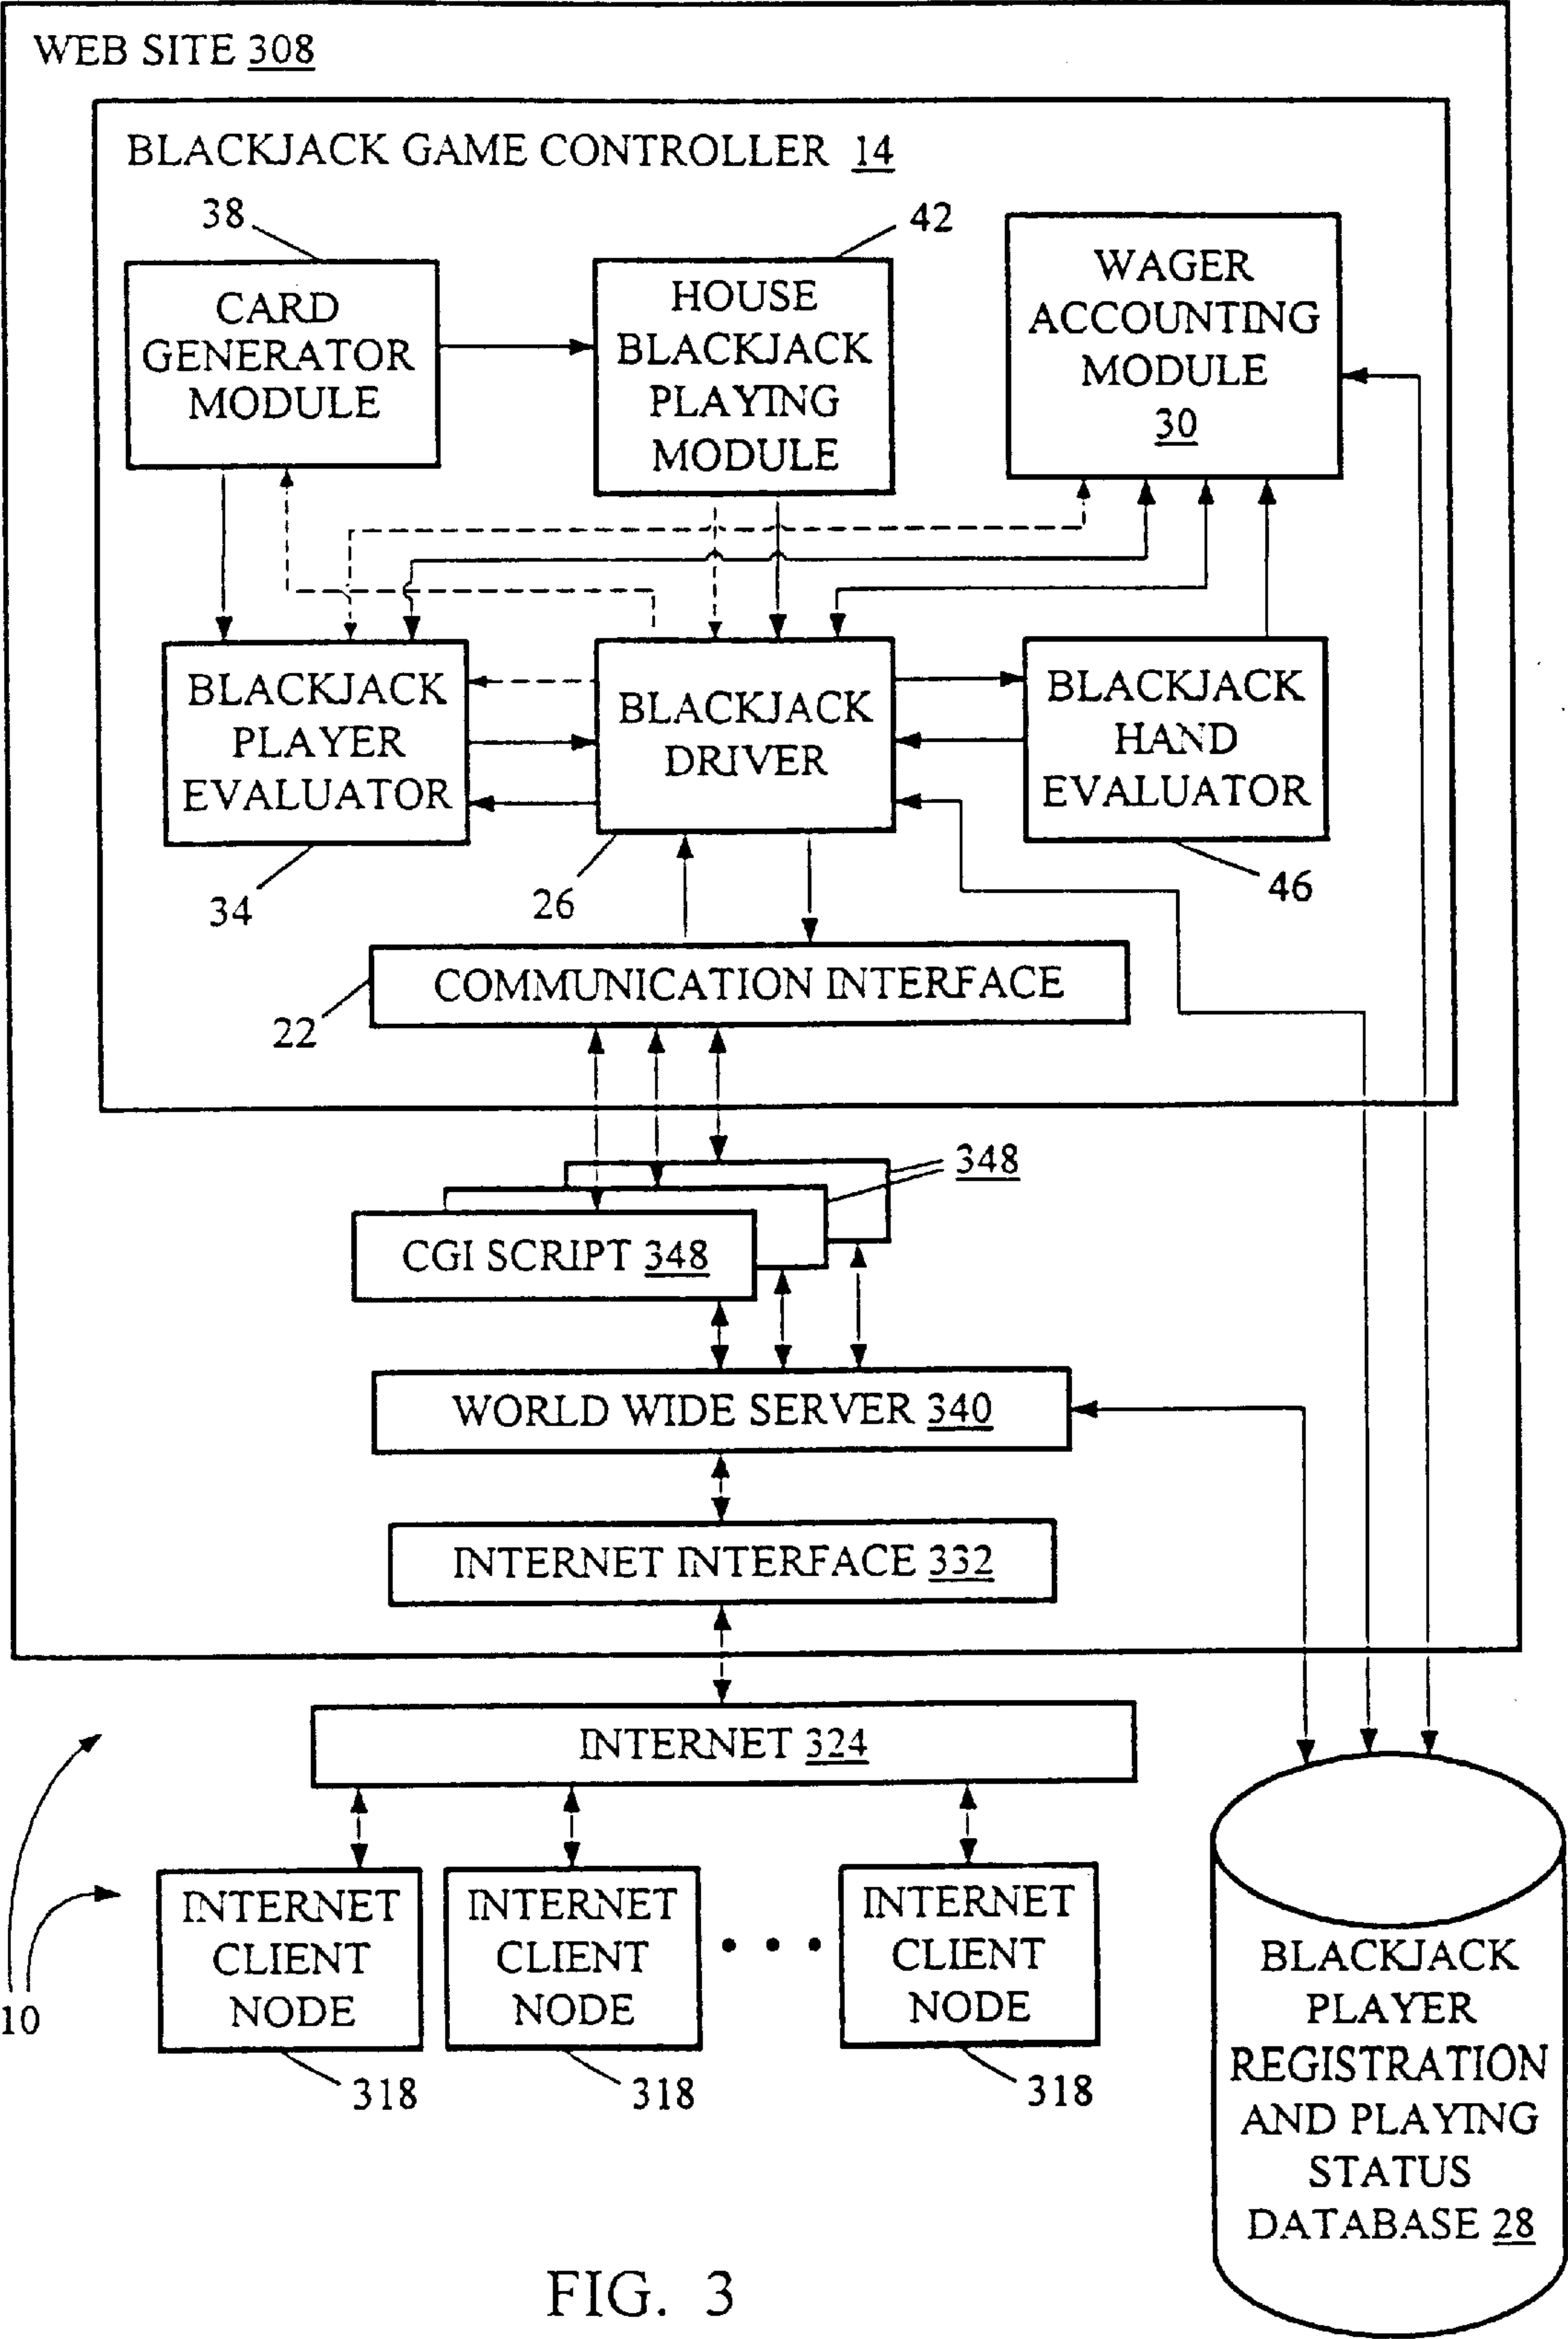 WEB SITE 308
BLACKJACK GAME CONTROLLER 14
38
42
CARD
GENERATOR
MODULE
HOUSE
BLACKJACK
PLAYING
MODULE
WAGER
ACCOUNTING
MODULE
30
BLACKJACK
PLAYER
EVALUATOR
BLACKJACK
DRIVER
BLACKJACK
HAND
EVALUATOR
34
26
46
COMMUNICATION INTERFACE
22
348
CGI SCRIPT 348
WORLD WIDE SERVER 340
INTERNET INTERFACE 332
INTERNET 324
INTERNET
CLIENT
NODE
INTERNET
CLIENT
NODE
• • •
INTERNET
CLIENT
NODE
10
318
318
318
BLACKJACK
PLAYER
REGISTRATION
AND PLAYING
STATUS
DATABASE 28
FIG. 3